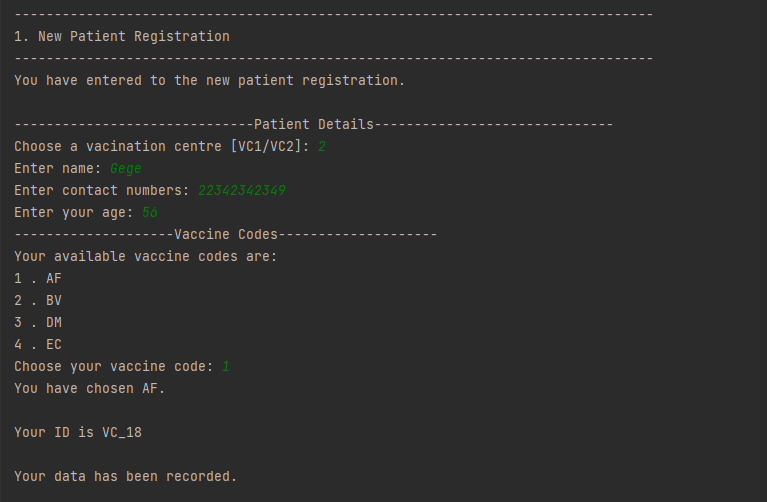 --------------------------------------------------------------------------------
1. New Patient Registration
--------------------------------------------------------------------------------
You have entered to the new patient registration.
------------------------------Patient Details------------------------------
Choose a vacination centre [VC1/VC2]: 2
Enter name: Gege
Enter contact numbers: 22342342349
Enter your age: 56
--------------------Vaccine Codes--------------------
Your available vaccine codes are:
1 . AF
2 . BV
3 . DM
4 . EC
Choose your vaccine code: 1
You have chosen AF.
Your ID is VC_18
Your data has been recorded.